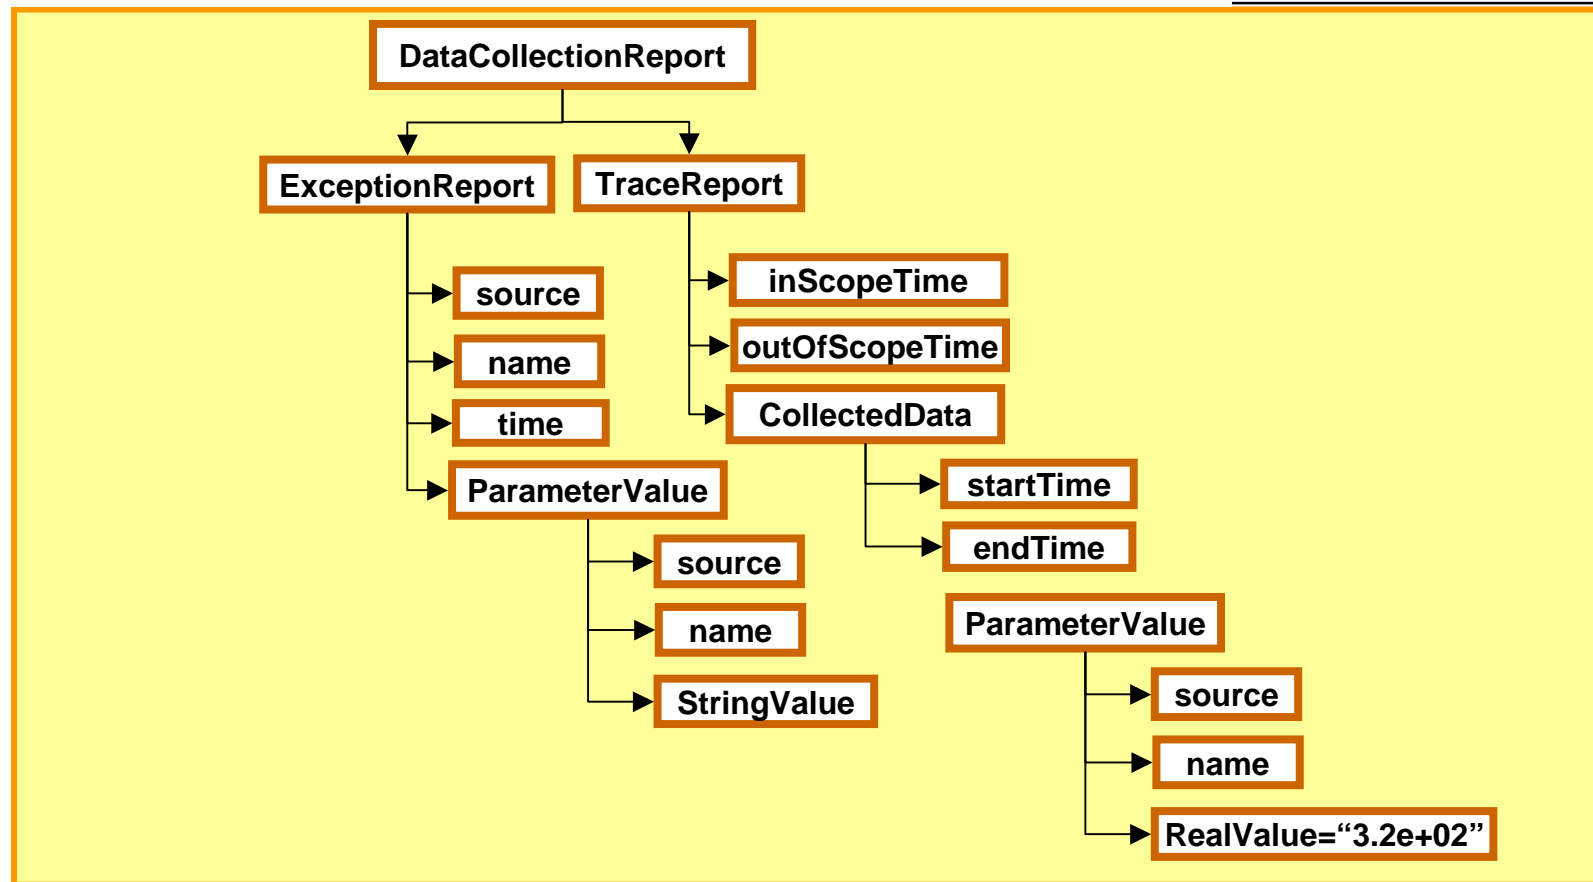 DataCollectionReport
ExceptionReport
TraceReport
source
name
time
ParameterValue
source
name
StringValue
inScopeTime
outOfScopeTime
CollectedData
startTime
endTime
ParameterValue
source
name
RealValue=“3.2e+02”